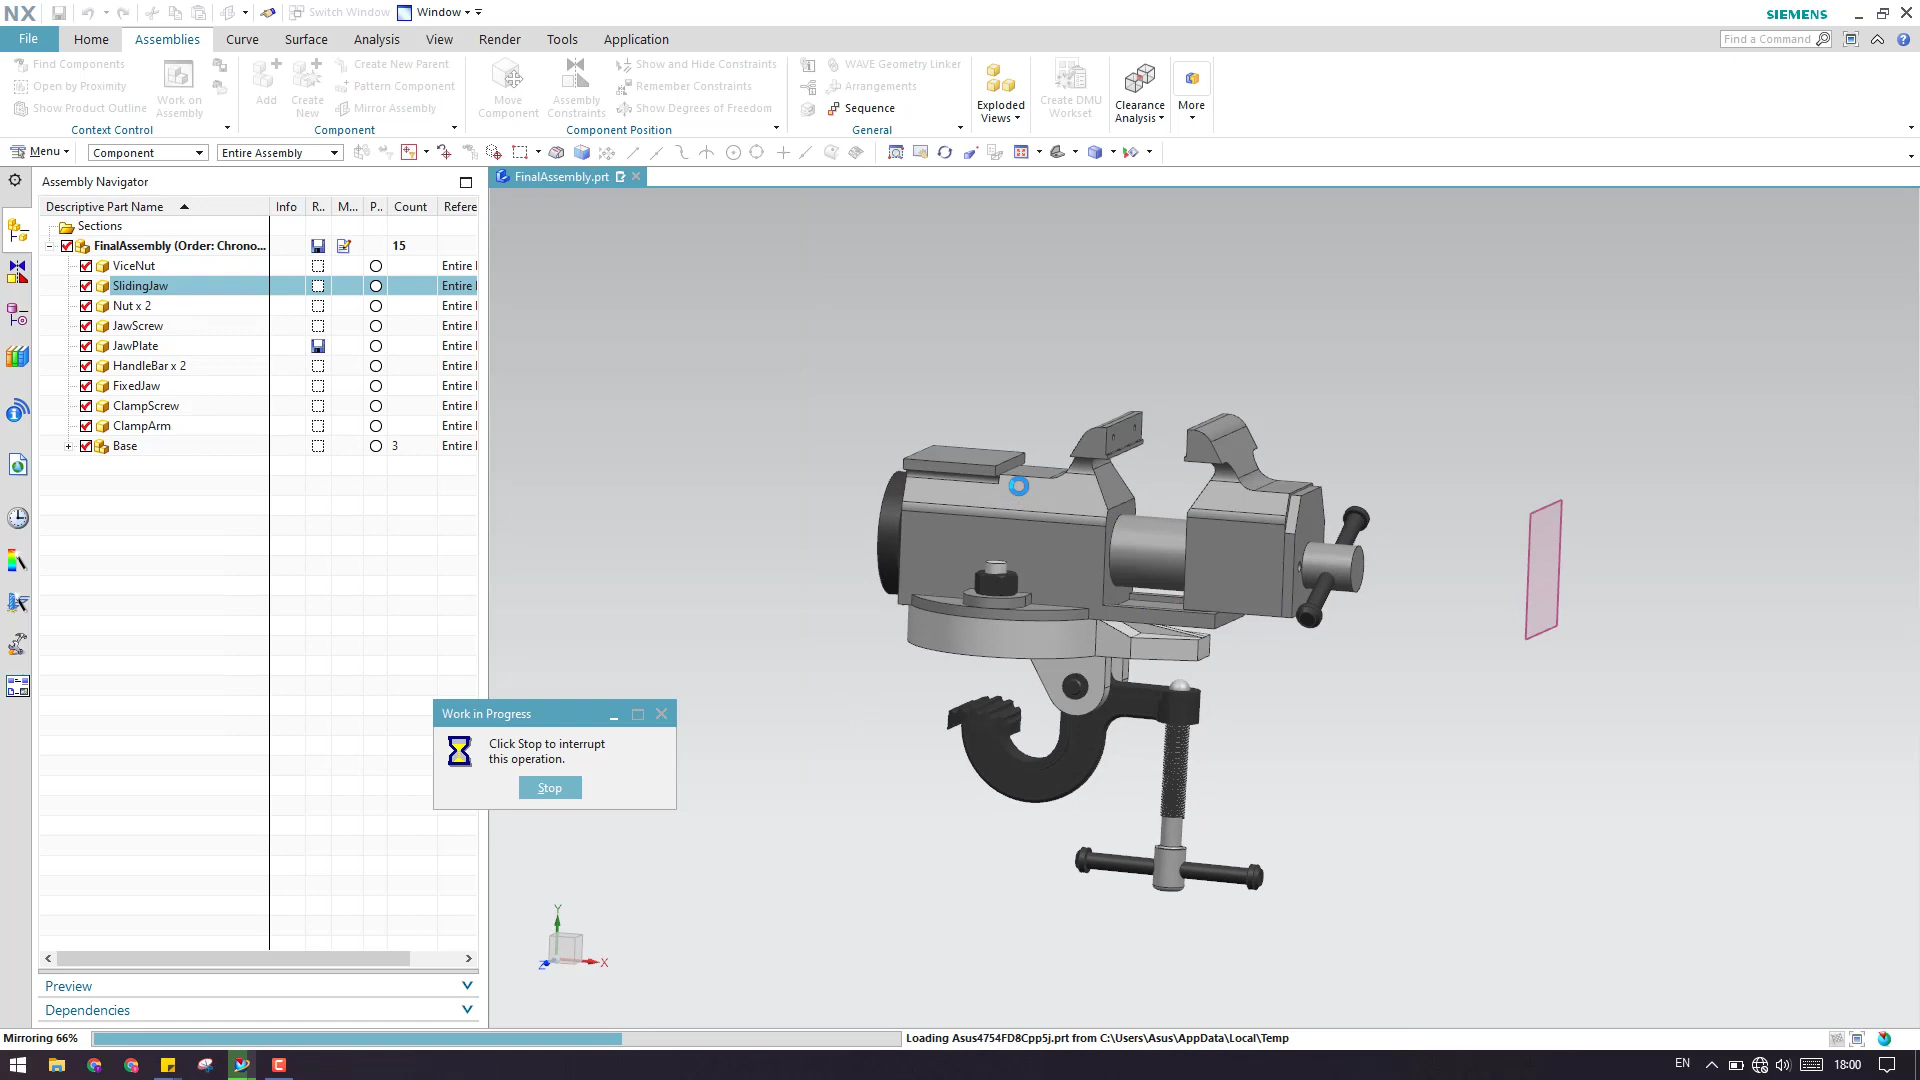 NX
Switch Window
Window
SIEMENS
File
Home
Assemblies
Curve
Surface
Analysis
View
Render
Tools
Application
Find a Command
Find Components
Open by Proximity
Show Product Outline
Work on
Assembly
Context Control
Add
Create
New
Create New Parent
Pattern Component
Mirror Assembly
Component
Move
Component
Assembly
Constraints
Show and Hide Constraints
Remember Constraints
Show Degrees of Freedom
Component Position
WAVE Geometry Linker
Arrangements
Sequence
General
Exploded
Views
Create DMU
Workset
Clearance
Analysis
More
Menu
Component
Entire Assembly
Assembly Navigator
FinalAssembly.prt
Descriptive Part Name Info R.. M... P.. Count Refere
Sections
FinalAssembly (Order: Chrono... 15
ViceNut Entire
SlidingJaw Entire
Nut x 2 Entire
JawScrew Entire
JawPlate Entire
HandleBar x 2 Entire
FixedJaw Entire
ClampScrew Entire
ClampArm Entire
Base 3 Entire
Work in Progress
Click Stop to interrupt
this operation.
Stop
Y
Z
X
Preview
Dependencies
Mirroring 66%
Loading Asus4754FD8Cpp5j.prt from C:\Users\Asus\AppData\Local\Temp
EN
18:00